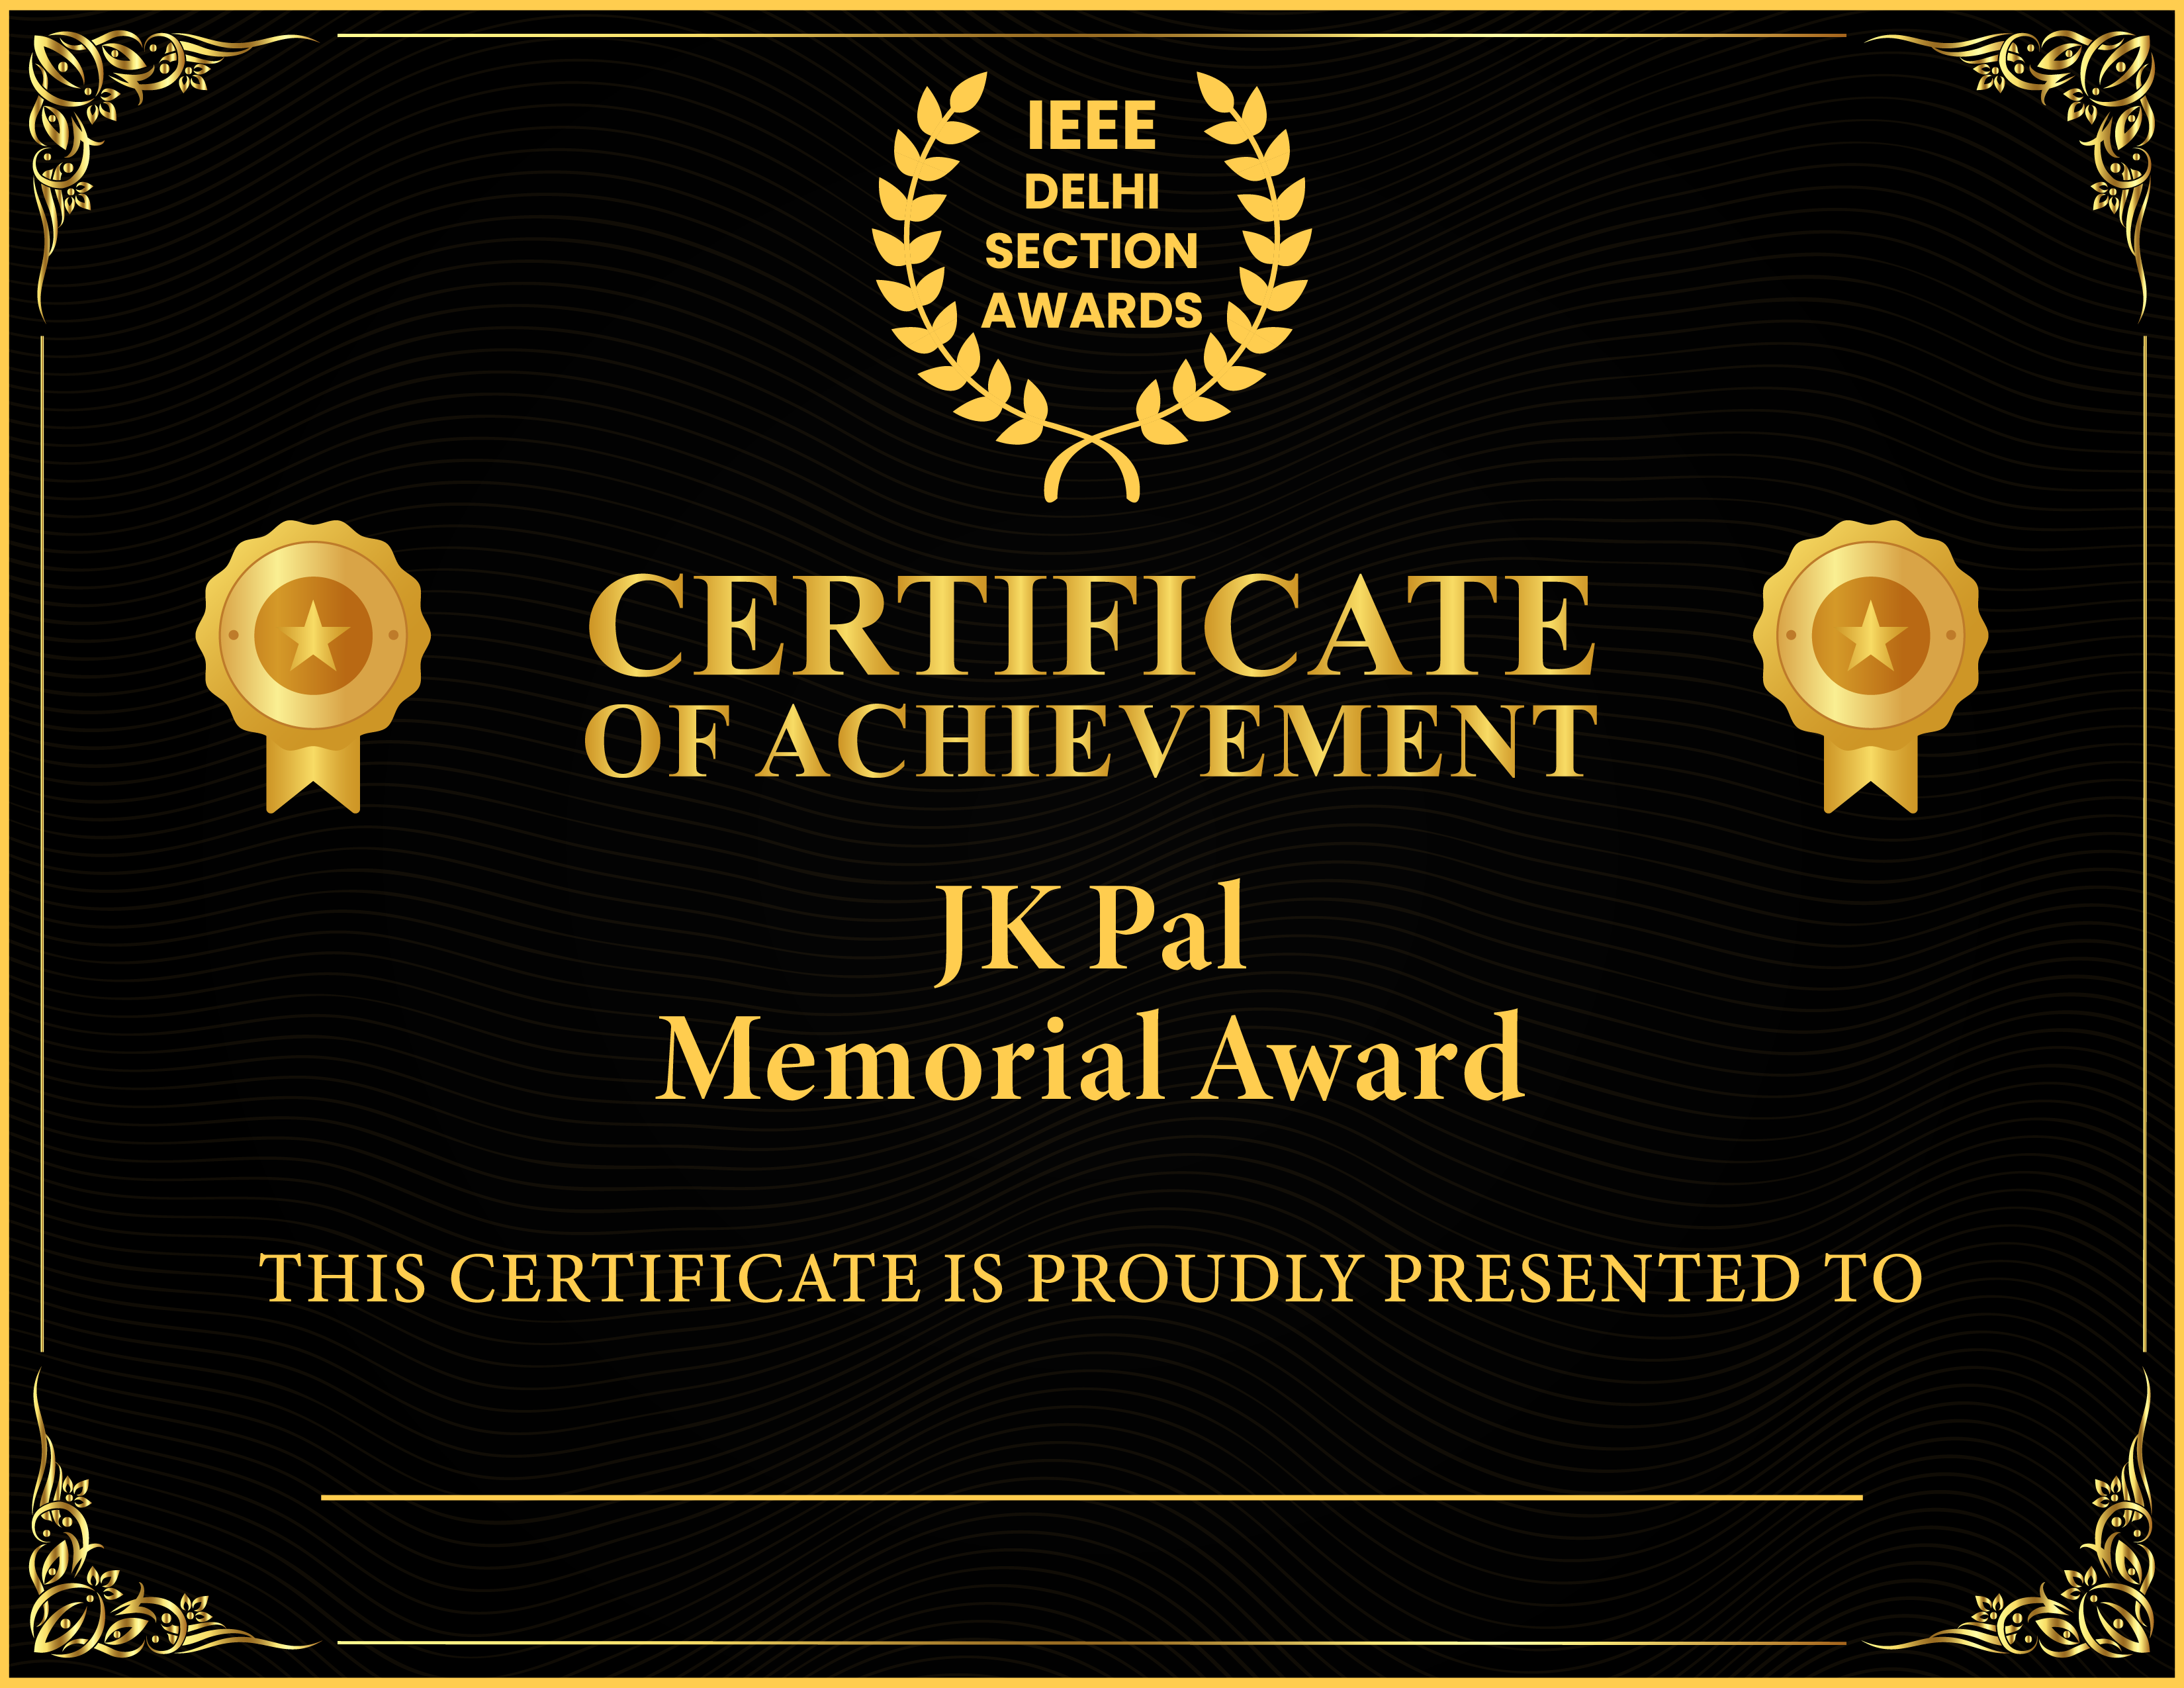 IEEE
DELHI
SECTION
AWARDS
CERTIFICATE
OF ACHIEVEMENT
JK Pal
Memorial Award
THIS CERTIFICATE IS PROUDLY PRESENTED TO